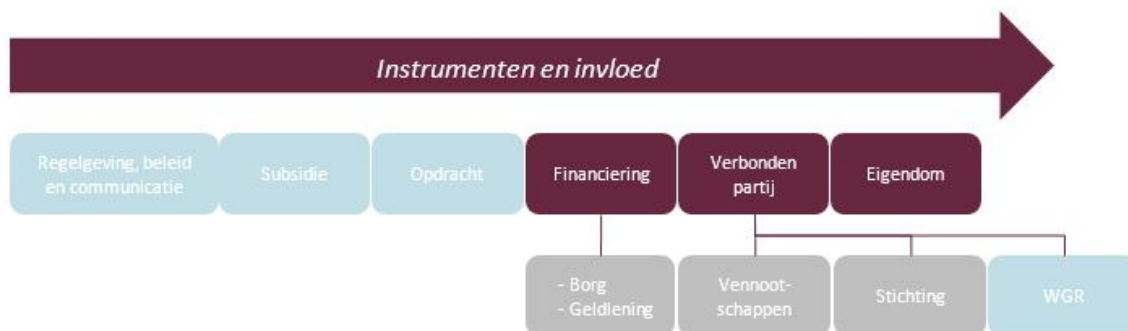 Instrumenten en invloed
Regelgeving, beleid
en communicatie
Subsidie
Opdracht
Financiering
Verbonden
partij
Eigendom
- Borg
- Geldlening
Vennoot-
schappen
Stichting
WGR